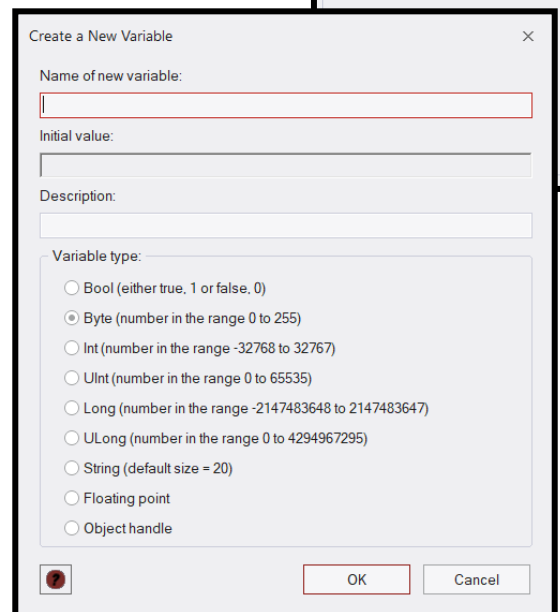 Create a New Variable
Name of new variable:
Initial value:
Description:
Variable type:
Bool (either true, 1 or false, 0)
Byte (number in the range 0 to 255)
Int (number in the range -32768 to 32767)
UInt (number in the range 0 to 65535)
Long (number in the range -2147483648 to 2147483647)
ULong (number in the range 0 to 4294967295)
String (default size = 20)
Floating point
Object handle
?
OK
Cancel